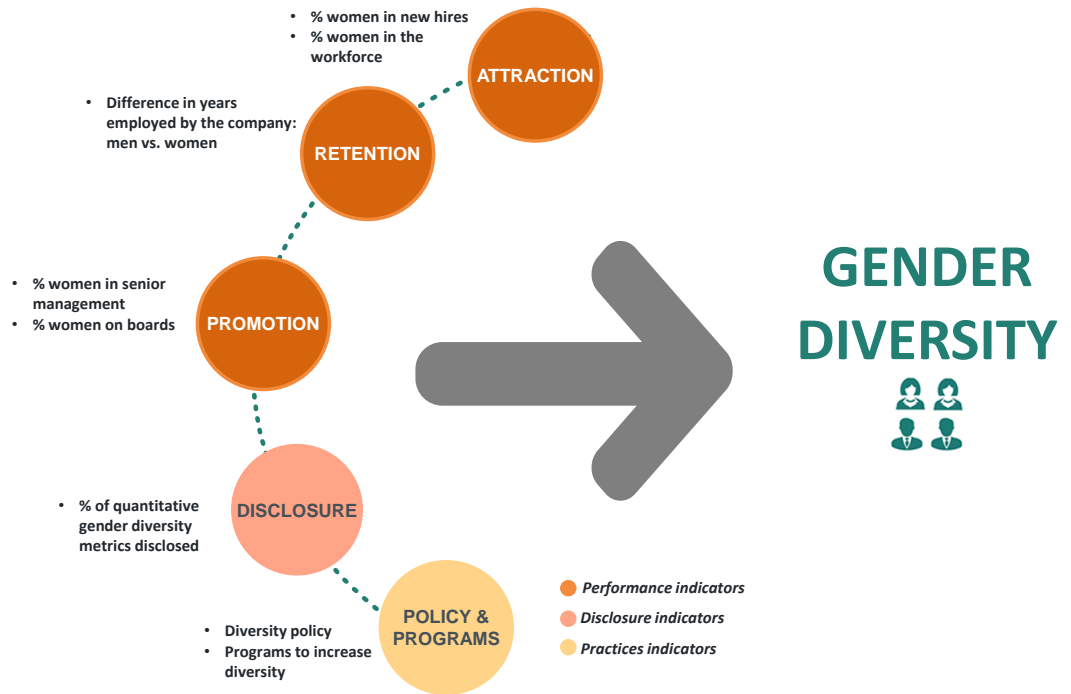 • % women in new hires
• % women in the
workforce
ATTRACTION
• Difference in years
employed by the company:
men vs. women
RETENTION
• % women in senior
management
• % women on boards
PROMOTION
• % of quantitative
gender diversity
metrics disclosed
DISCLOSURE
• Diversity policy
• Programs to increase
diversity
POLICY &
PROGRAMS
Performance indicators
Disclosure indicators
Practices indicators
GENDER
DIVERSITY